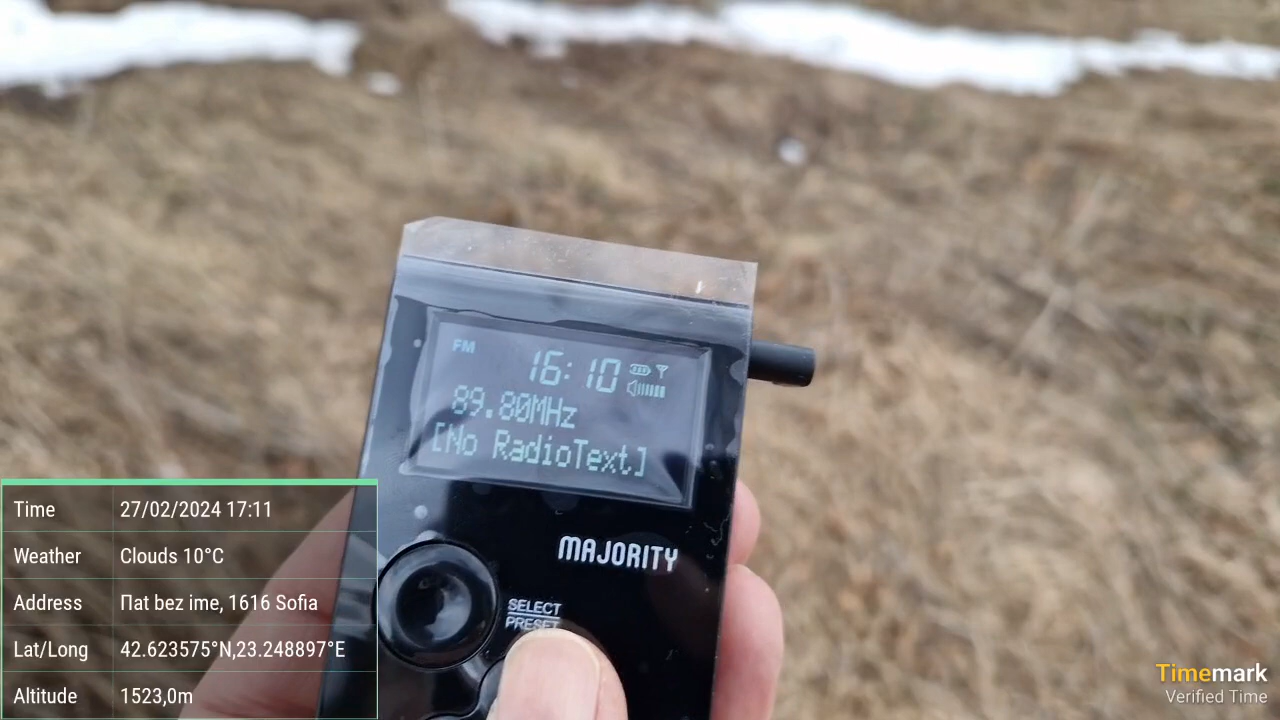 FM
16:10
89.80MHz
[No RadioText]
MAJORITY
SELECT
PRESET
Time 27/02/2024 17:11
Weather Clouds 10°C
Address Пat bez ime, 1616 Sofia
Lat/Long 42.623575°N,23.248897°E
Altitude 1523,0m
Timemark
Verified Time